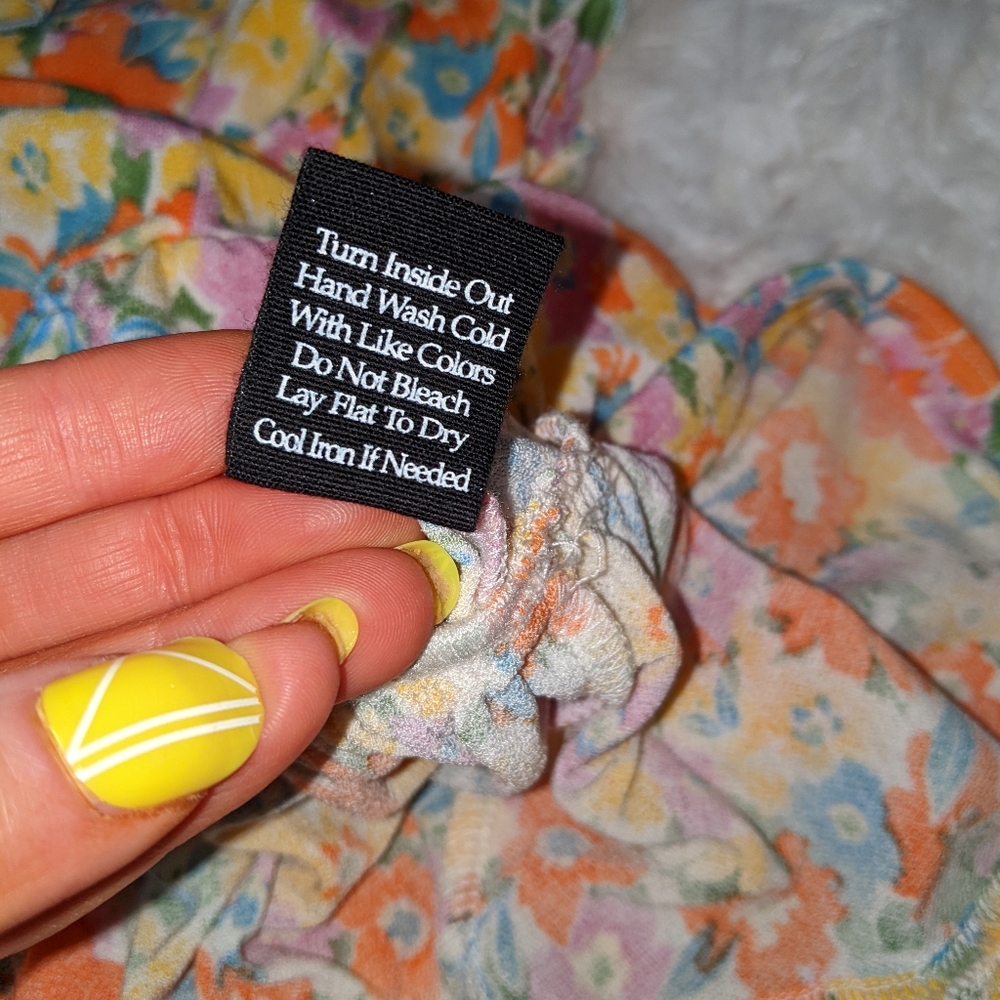 Turn Inside Out
Hand Wash Cold
With Like Colors
Do Not Bleach
Lay Flat To Dry
Cool Iron If Needed